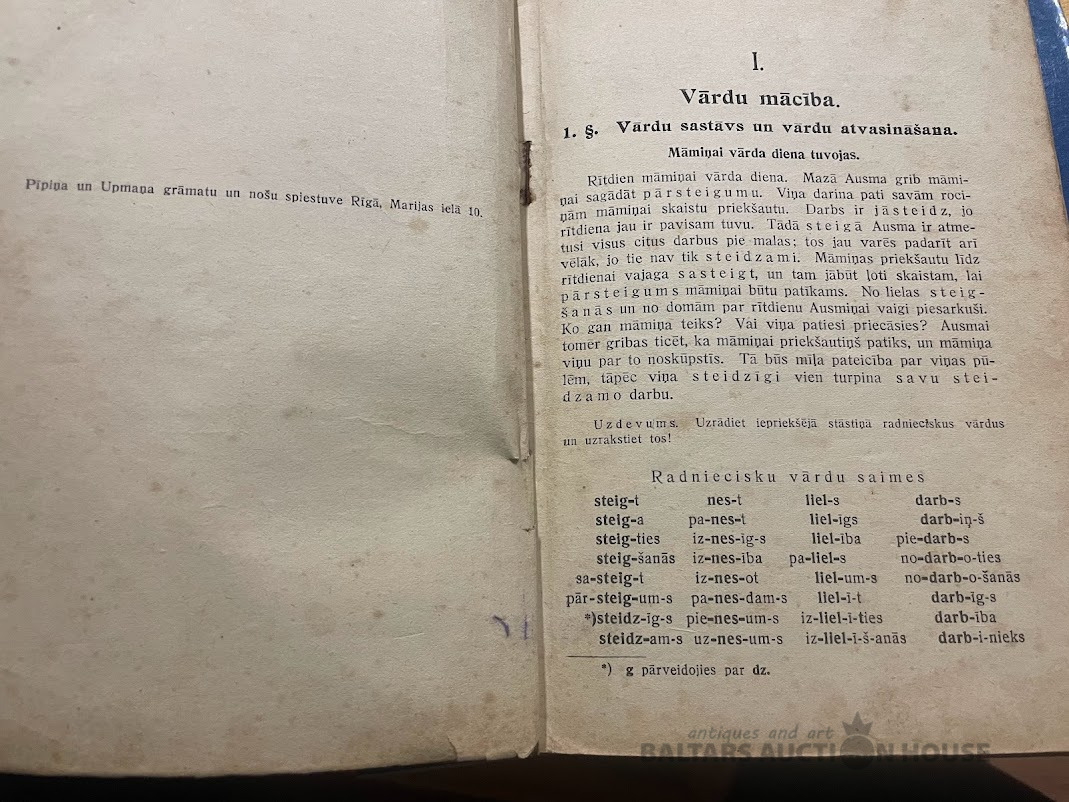 Pīpiņa un Upmaņa grāmatu un nošu spiestuve Rīgā, Marijas ielā 10.
I.
Vārdu mācība.
1. §. Vārdu sastāvs un vārdu atvasināšana.
Māmiņai vārda diena tuvojas.
Rītdien māmiņai vārda diena. Mazā Ausma grib māmi-
ņai sagādāt pārsteigumu. Viņa darina pati savām roci-
ņām māmiņai skaistu priekšautu. Darbs ir jāsteidz, jo
rītdiena jau ir pavisam tuvu. Tādā steigā Ausma ir atme-
tusi visus citus darbus pie malas; tos jau varēs padarīt arī
vēlāk, jo tie nav tik steidzami. Māmiņas priekšautu līdz
rītdienai vajaga sasteigt, un tam jābūt ļoti skaistam, lai
pārsteigums māmiņai būtu patīkams. No lielas steig-
šanās un no domām par rītdienu Ausmiņai vaigi piesarkuši.
Ko gan māmiņa teiks? Vai viņa patiesi priecāsies? Ausmai
tomēr gribas ticēt, ka māmiņai priekšautiņš patiks, un māmiņa
viņu par to noskūpstīs. Tā būs mīļa pateicība par viņas pū-
lēm, tāpēc viņa steidzīgi vien turpina savu stei-
dzamo darbu.
Uzdevums. Uzrādiet iepriekšējā stāstiņā radnieciskus vārdus
un uzrakstiet tos!
Radniecisku vārdu saimes
steig-t nes-t liel-s darb-s
steig-a pa-nes-t liel-īgs darb-iņ-š
steig-ties iz-nes-īg-s liel-ība pie-darb-s
steig-šanās iz-nes-ība pa-liel-s no-darb-o-ties
sa-steig-t iz-nes-ot liel-um-s no-darb-o-šanās
pār-steig-um-s pa-nes-dam-s liel-ī-t darb-īg-s
*)steidz-īg-s pie-nes-um-s iz-liel-ī-ties darb-ība
steidz-am-s uz-nes-um-s iz-liel-ī-š-anās darb-i-nieks
*) g pārveidojies par dz.
antiques and art
BALTARS AUCTION HOUSE